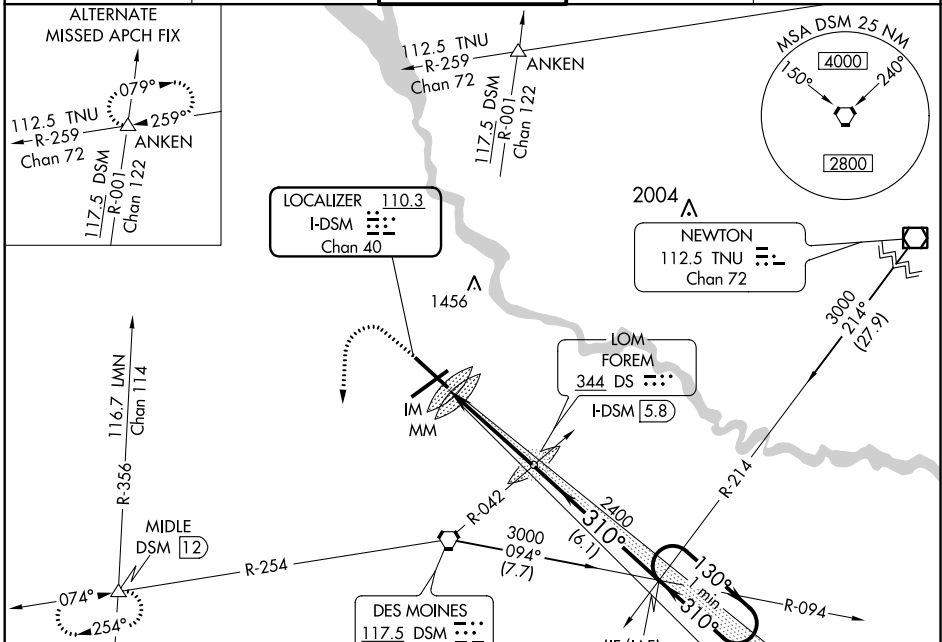 ALTERNATE
MISSED APCH FIX
079°
259°
112.5 TNU
R-259
Chan 72
ANKEN
117.5 DSM
R-001
Chan 122
112.5 TNU
R-259
Chan 72
ANKEN
117.5 DSM
R-001
Chan 122
MSA DSM 25 NM
4000
150°
240°
2800
LOCALIZER 110.3
I-DSM
Chan 40
2004
NEWTON
112.5 TNU
Chan 72
1456
3000
214°
(27.9)
LOM
FOREM
344 DS
I-DSM 5.8
IM
MM
116.7 LMN
Chan 114
R-356
R-214
R-042
2400
310°
(6.1)
MIDLE
DSM 12
R-254
3000
094°
(7.7)
130°
1 min
310°
R-094
074°
254°
DES MOINES
117.5 DSM